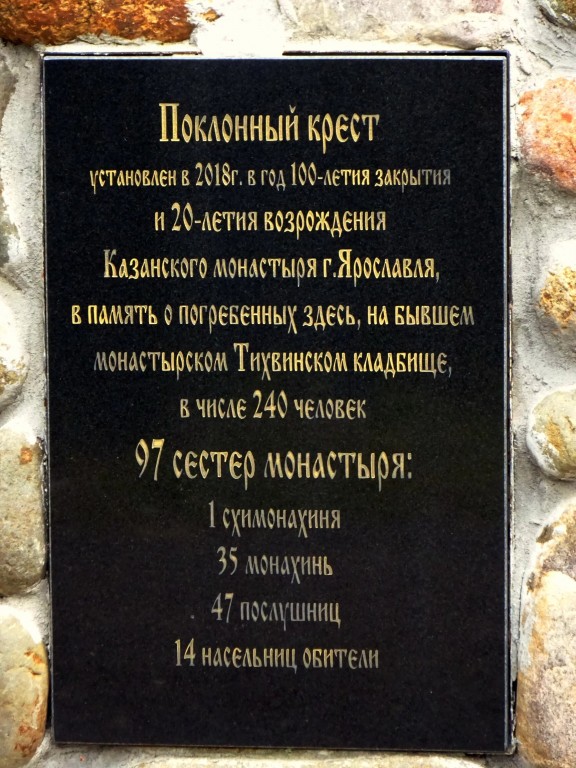 Поклонный крест
установлен в 2018г. в год 100-летия закрытия
и 20-летия возрождения
Казанского монастыря г.Ярославля,
в память о погребенных здесь, на бывшем
монастырском Тихвинском кладбище,
в числе 240 человек
97 сестер монастыря:
1 схимонахиня
35 монахинь
47 послушниц
14 насельниц обители